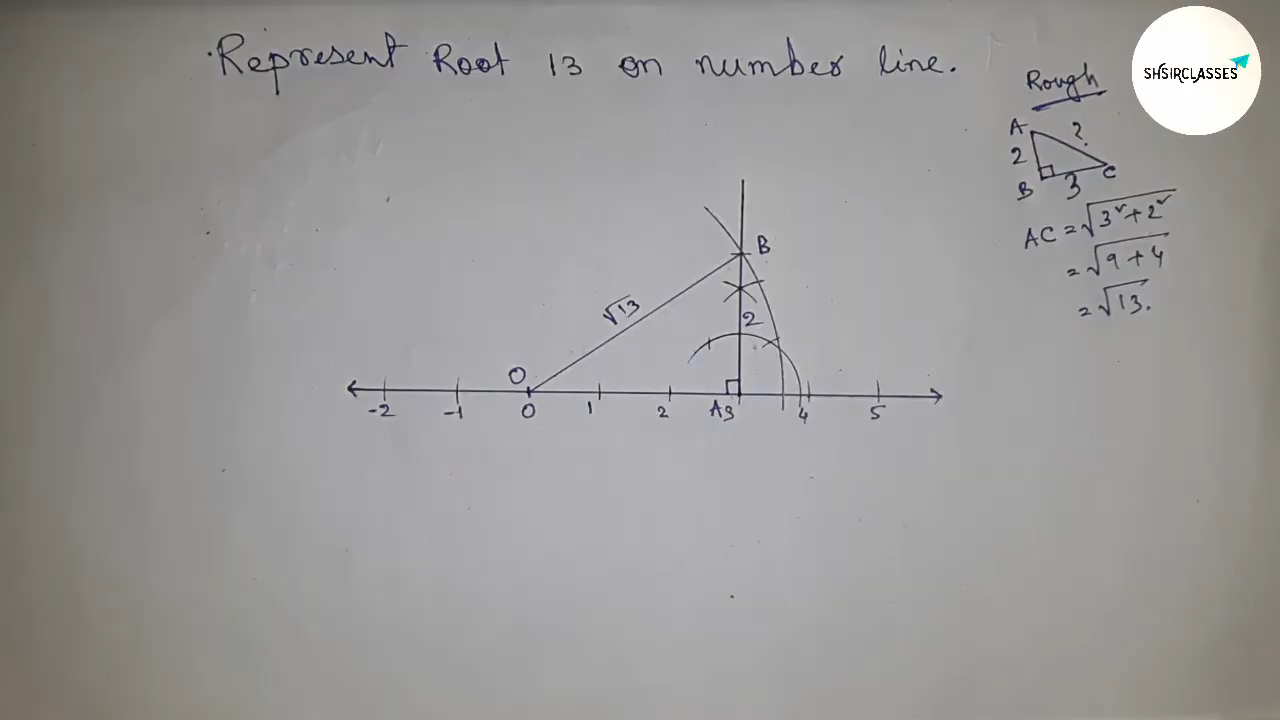 Represent Root 13 on number line.
SHSIRCLASSES
Rough
A
?
2
B
3
C
AC = √3²+2²
= √9+4
= √13.
B
√13
2
O
-2 -1 0 1 2 A3 4 5